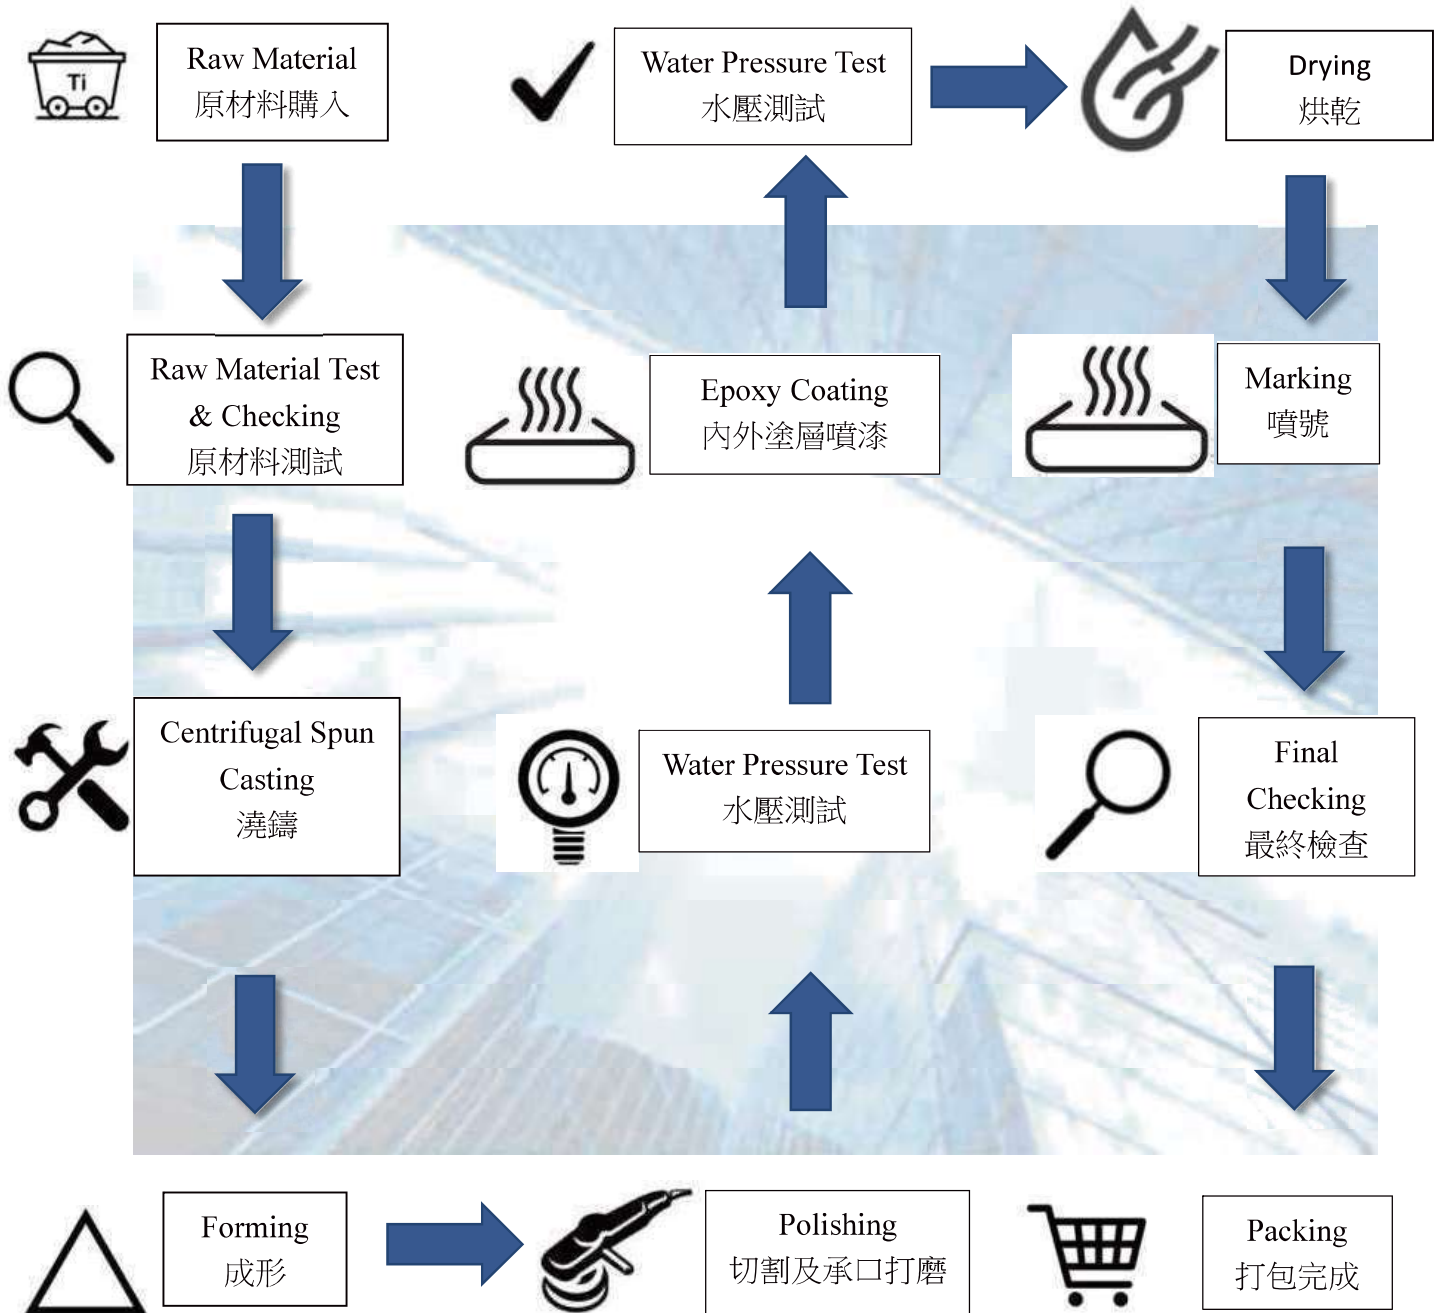 Ti
Raw Material
原材料購入
Raw Material Test
& Checking
原材料測試
Centrifugal Spun
Casting
澆鑄
Forming
成形
Polishing
切割及承口打磨
Water Pressure Test
水壓測試
Epoxy Coating
內外塗層噴漆
Water Pressure Test
水壓測試
Drying
烘乾
Marking
噴號
Final
Checking
最終檢查
Packing
打包完成